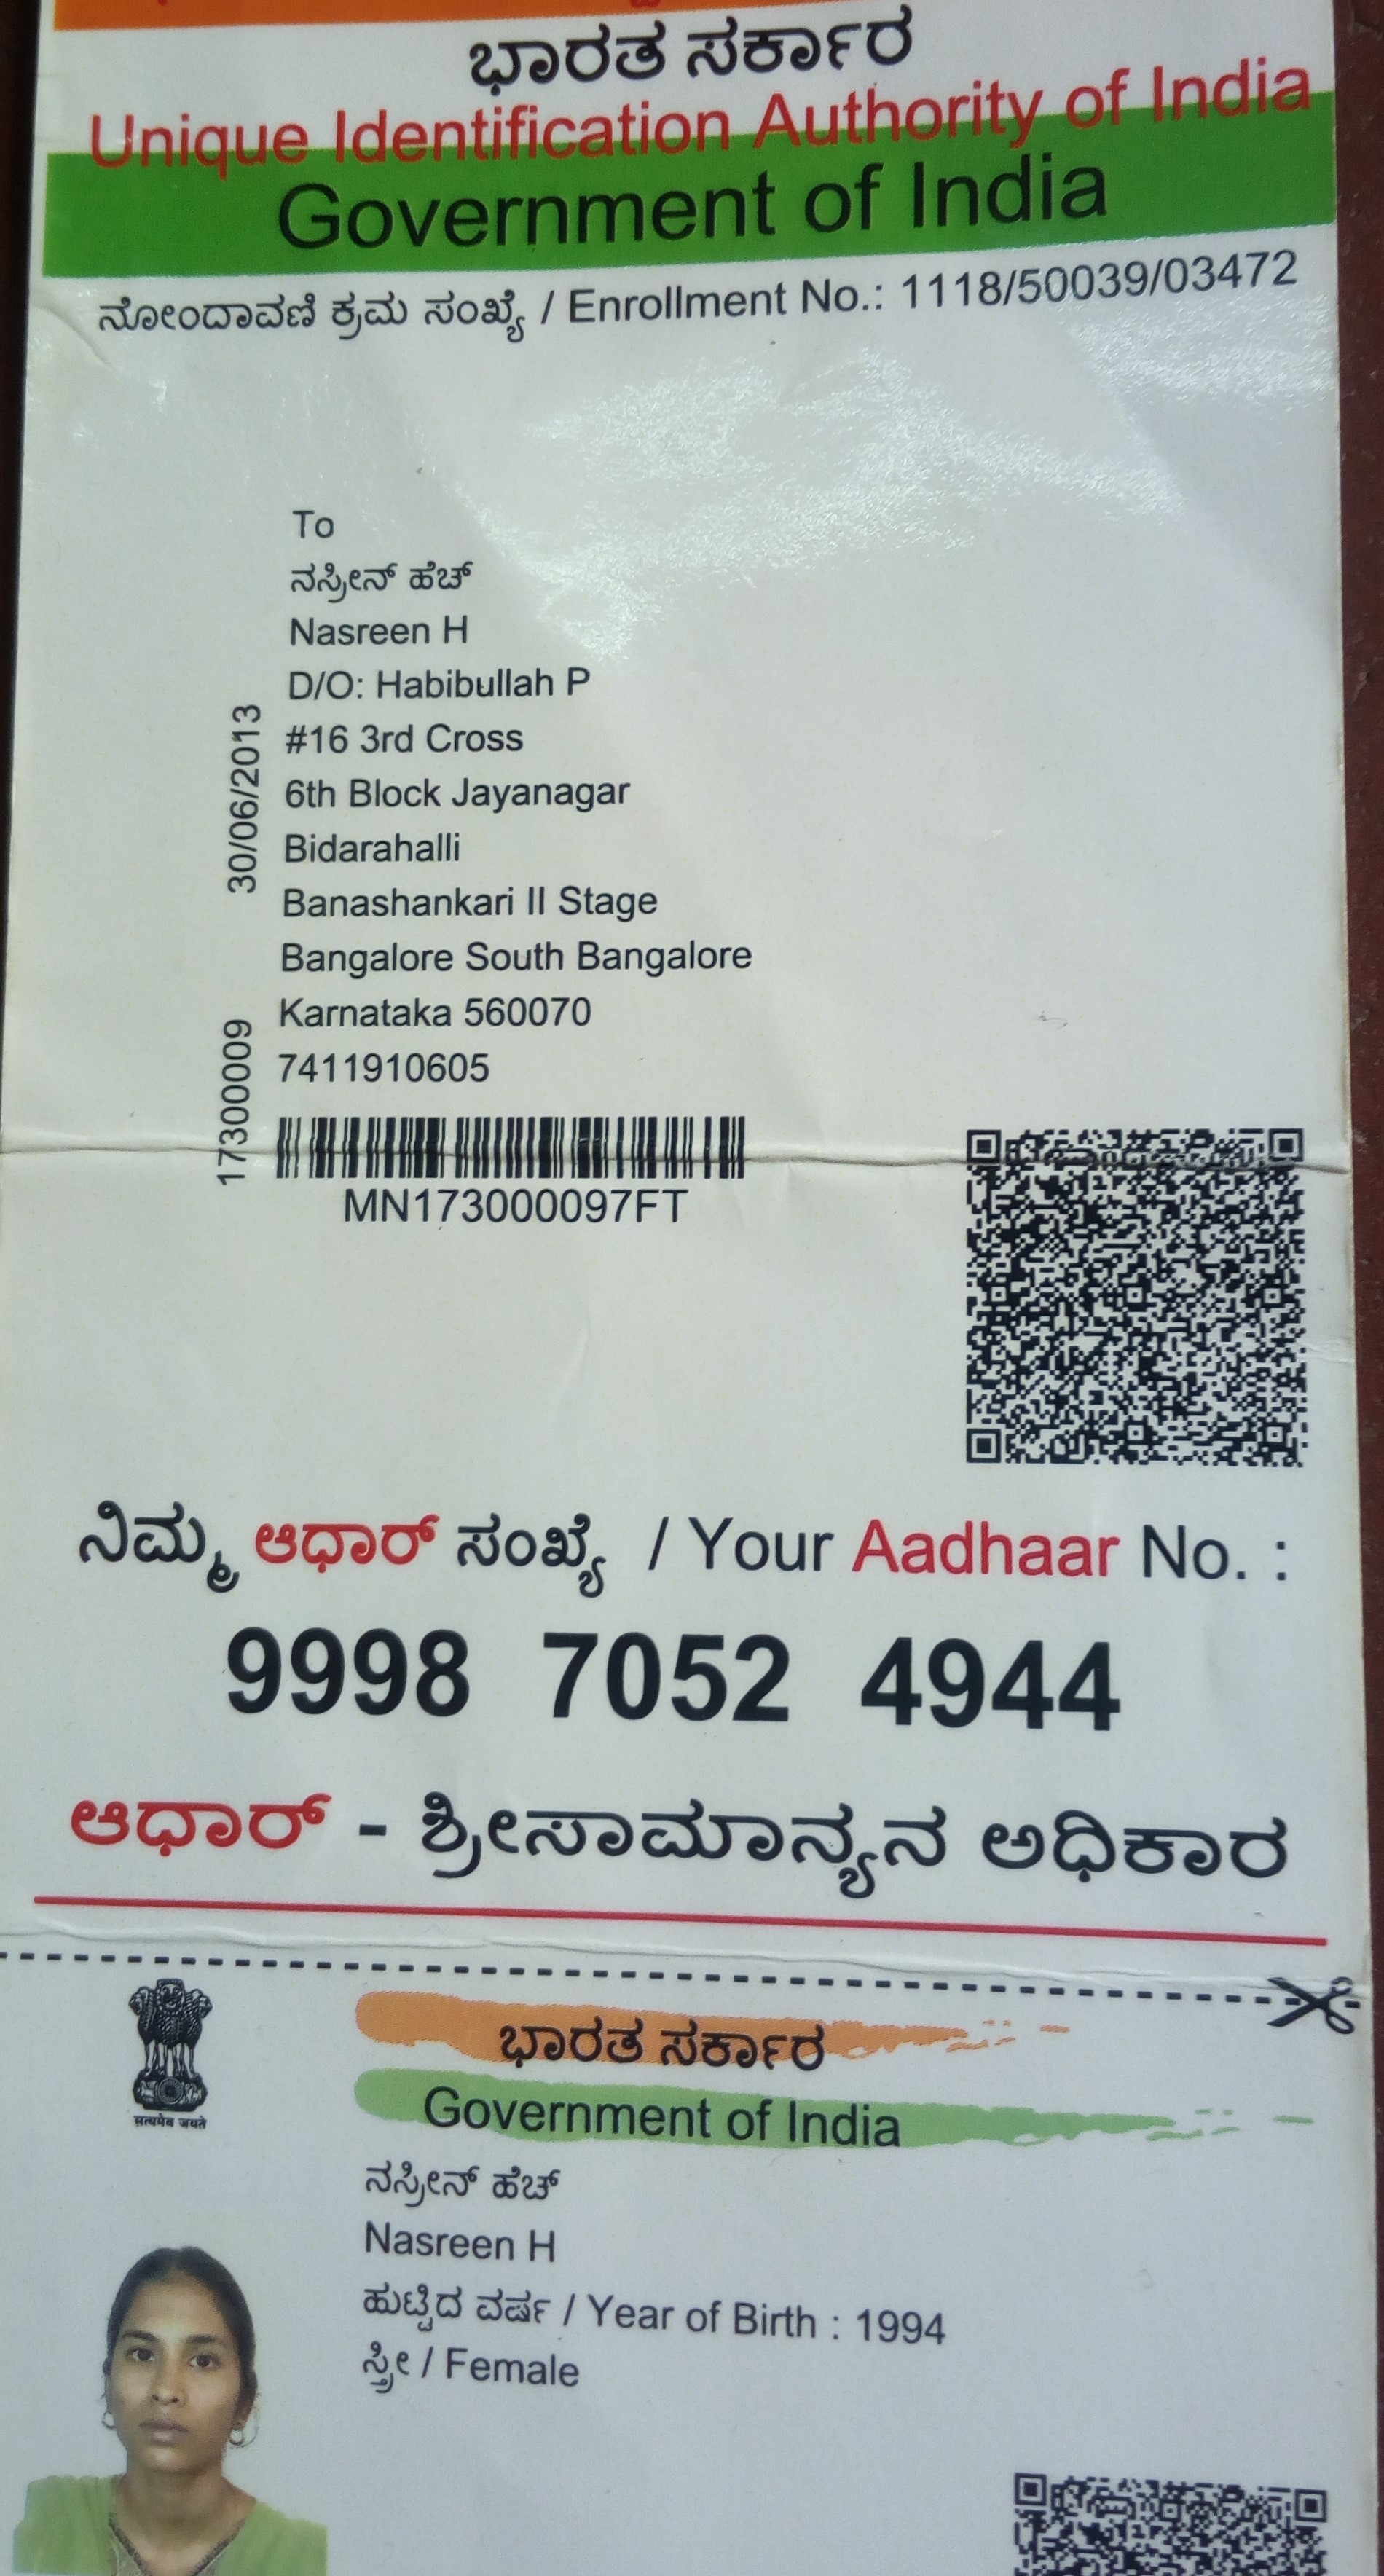 ಭಾರತ ಸರ್ಕಾರ
Unique Identification Authority of India
Government of India
ನೋಂದಾವಣಿ ಕ್ರಮ ಸಂಖ್ಯೆ / Enrollment No.: 1118/50039/03472
To
ನಸ್ರೀನ್ ಹೆಚ್
Nasreen H
D/O: Habibullah P
#16 3rd Cross
6th Block Jayanagar
Bidarahalli
Banashankari II Stage
Bangalore South Bangalore
Karnataka 560070
7411910605
30/06/2013
17300009
MN173000097FT
ನಿಮ್ಮ ಆಧಾರ್ ಸಂಖ್ಯೆ / Your Aadhaar No. :
9998 7052 4944
ಆಧಾರ್ - ಶ್ರೀಸಾಮಾನ್ಯನ ಅಧಿಕಾರ
सत्यमेव जयते
ಭಾರತ ಸರ್ಕಾರ
Government of India
ನಸ್ರೀನ್ ಹೆಚ್
Nasreen H
ಹುಟ್ಟಿದ ವರ್ಷ / Year of Birth : 1994
ಸ್ತ್ರೀ / Female